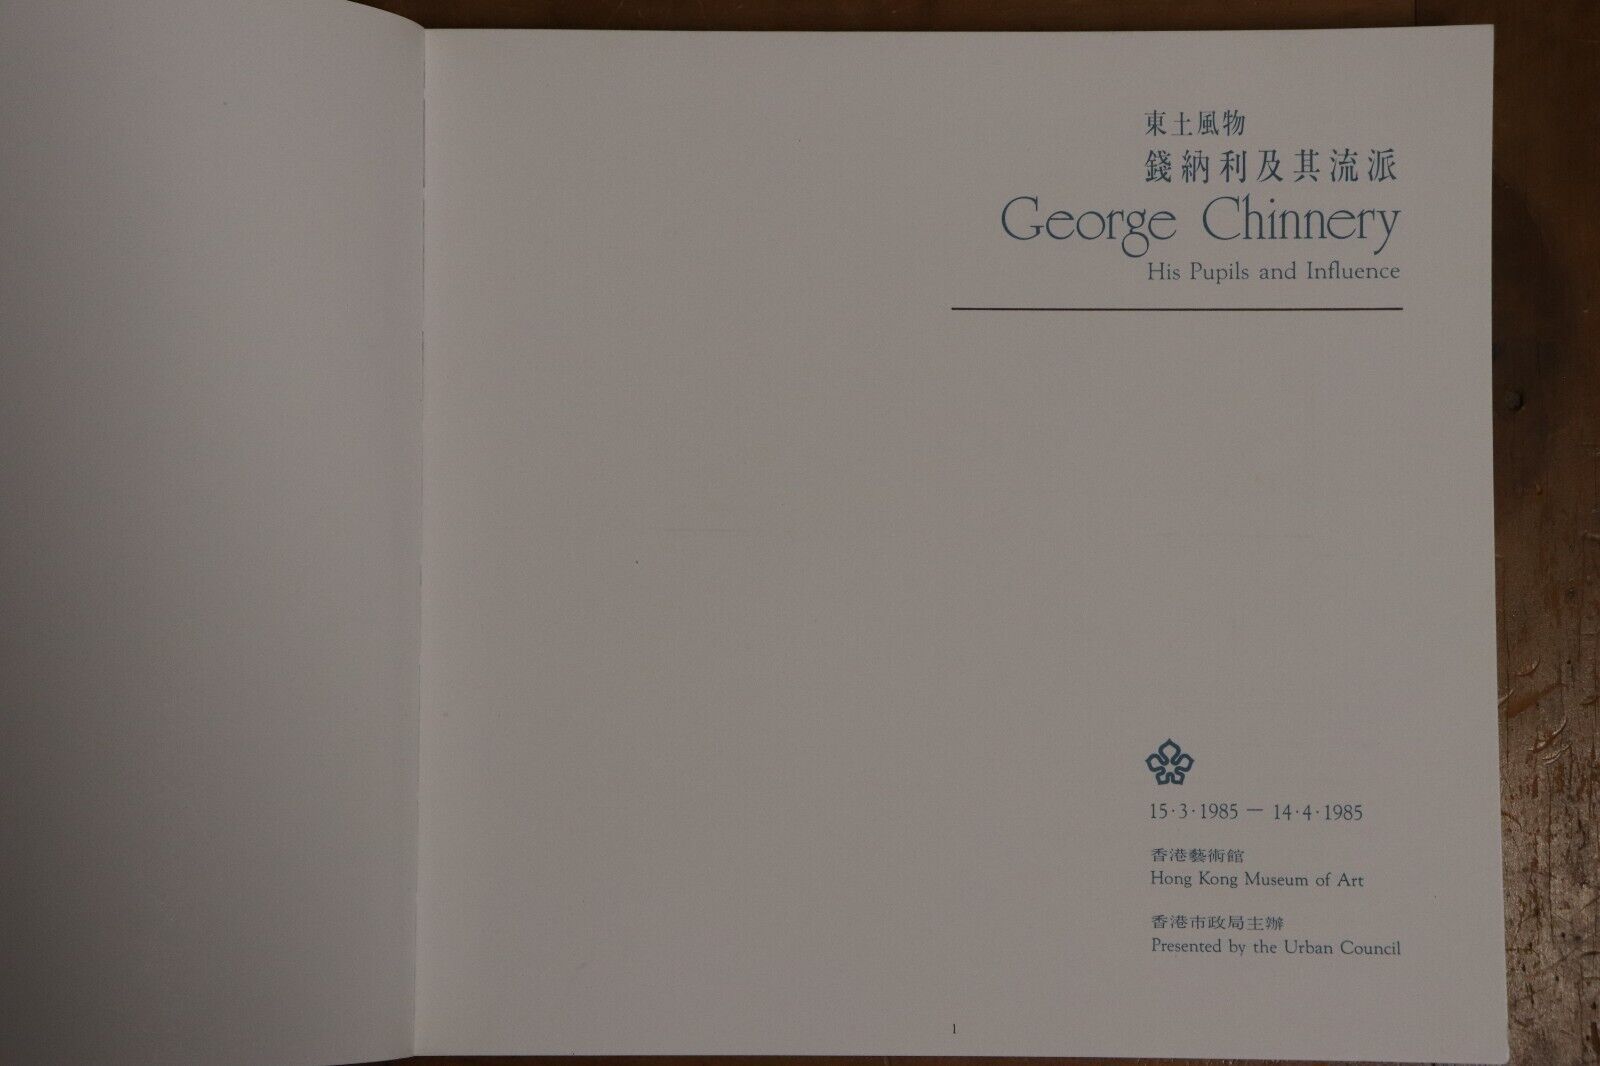 東土風物
錢納利及其流派
George Chinnery
His Pupils and Influence
15·3·1985 — 14·4·1985
香港藝術館
Hong Kong Museum of Art
香港市政局主辦
Presented by the Urban Council
1